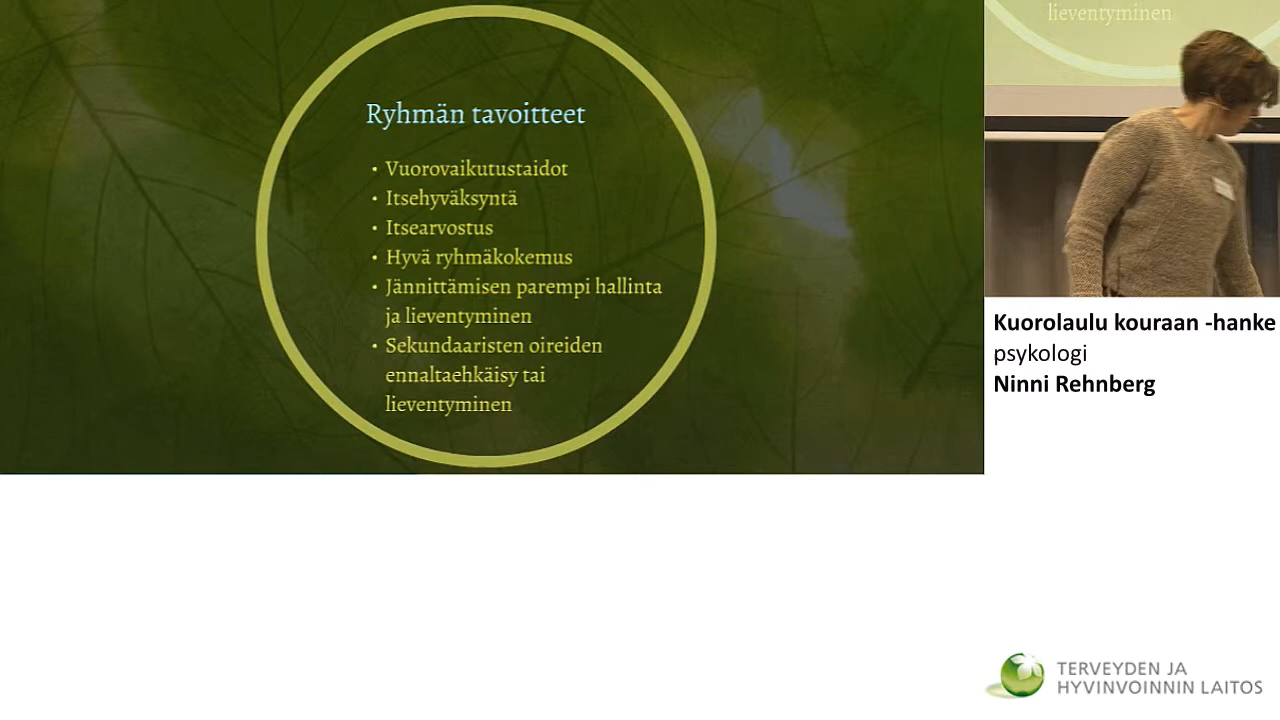 Ryhmän tavoitteet
• Vuorovaikutustaidot
• Itsehyväksyntä
• Itsearvostus
• Hyvä ryhmäkokemus
• Jännittämisen parempi hallinta
ja lieventyminen
• Sekundaaristen oireiden
ennaltaehkäisy tai
lieventyminen
lieventyminen
Kuorolaulu kouraan -hanke
psykologi
Ninni Rehnberg
TERVEYDEN JA
HYVINVOINNIN LAITOS